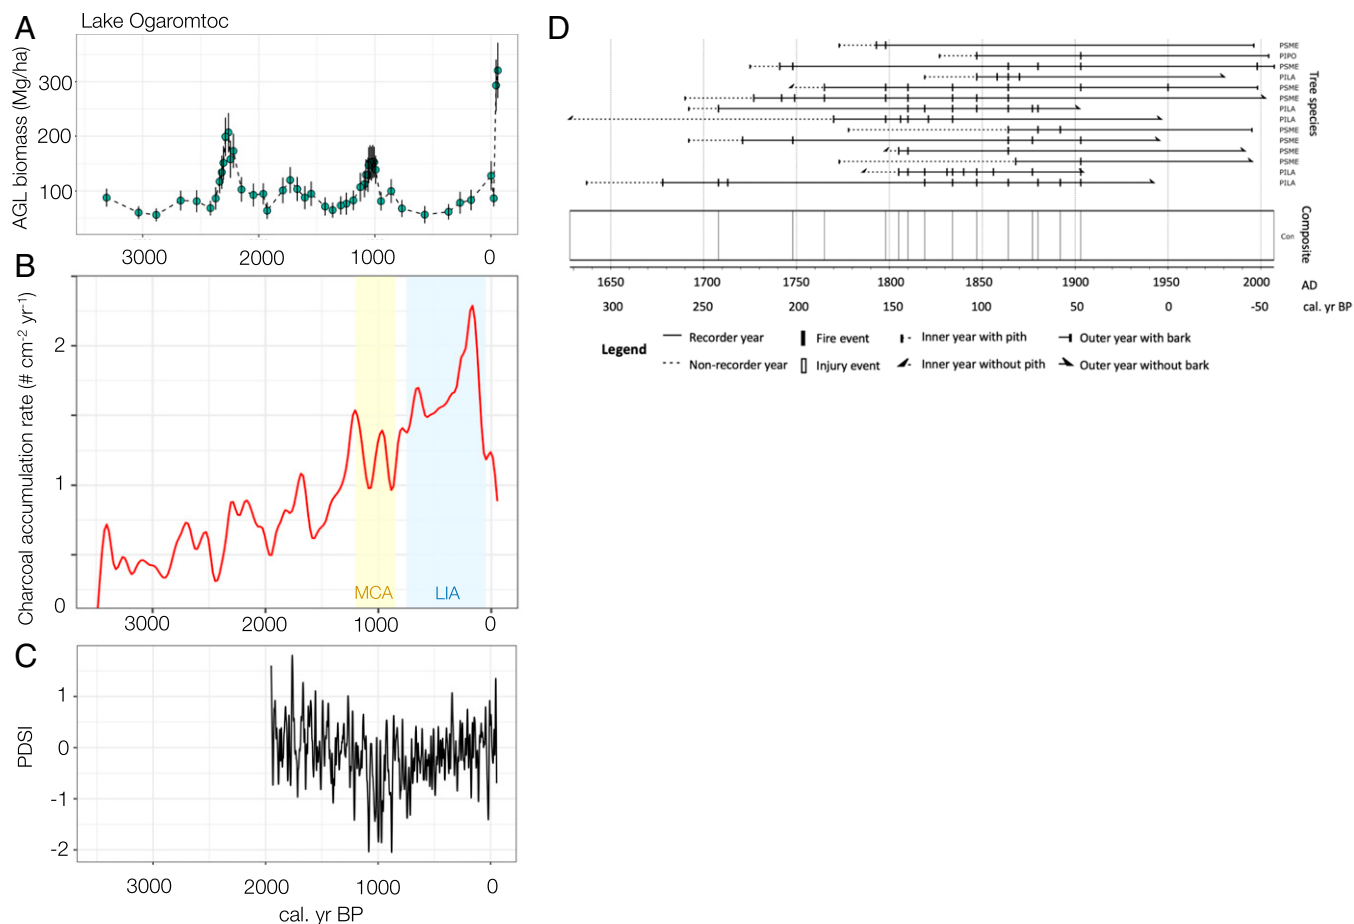 A
Lake Ogaromtoc
AGL biomass (Mg/ha)
300
200
100
3000
2000
1000
0
B
Charcoal accumulation rate (# cm⁻² yr⁻¹)
2
1
0
MCA
LIA
3000
2000
1000
0
C
PDSI
1
0
-1
-2
3000
2000
1000
0
cal. yr BP
D
PSME
PIPO
PSME
PILA
PSME
PSME
PILA
PILA
PSME
PSME
PSME
PSME
PILA
PILA
Tree species
Composite
Con
1650 1700 1750 1800 1850 1900 1950 2000 AD
300 250 200 150 100 50 0 -50 cal. yr BP
Legend
Recorder year
Fire event
Inner year with pith
Outer year with bark
Non-recorder year
Injury event
Inner year without pith
Outer year without bark